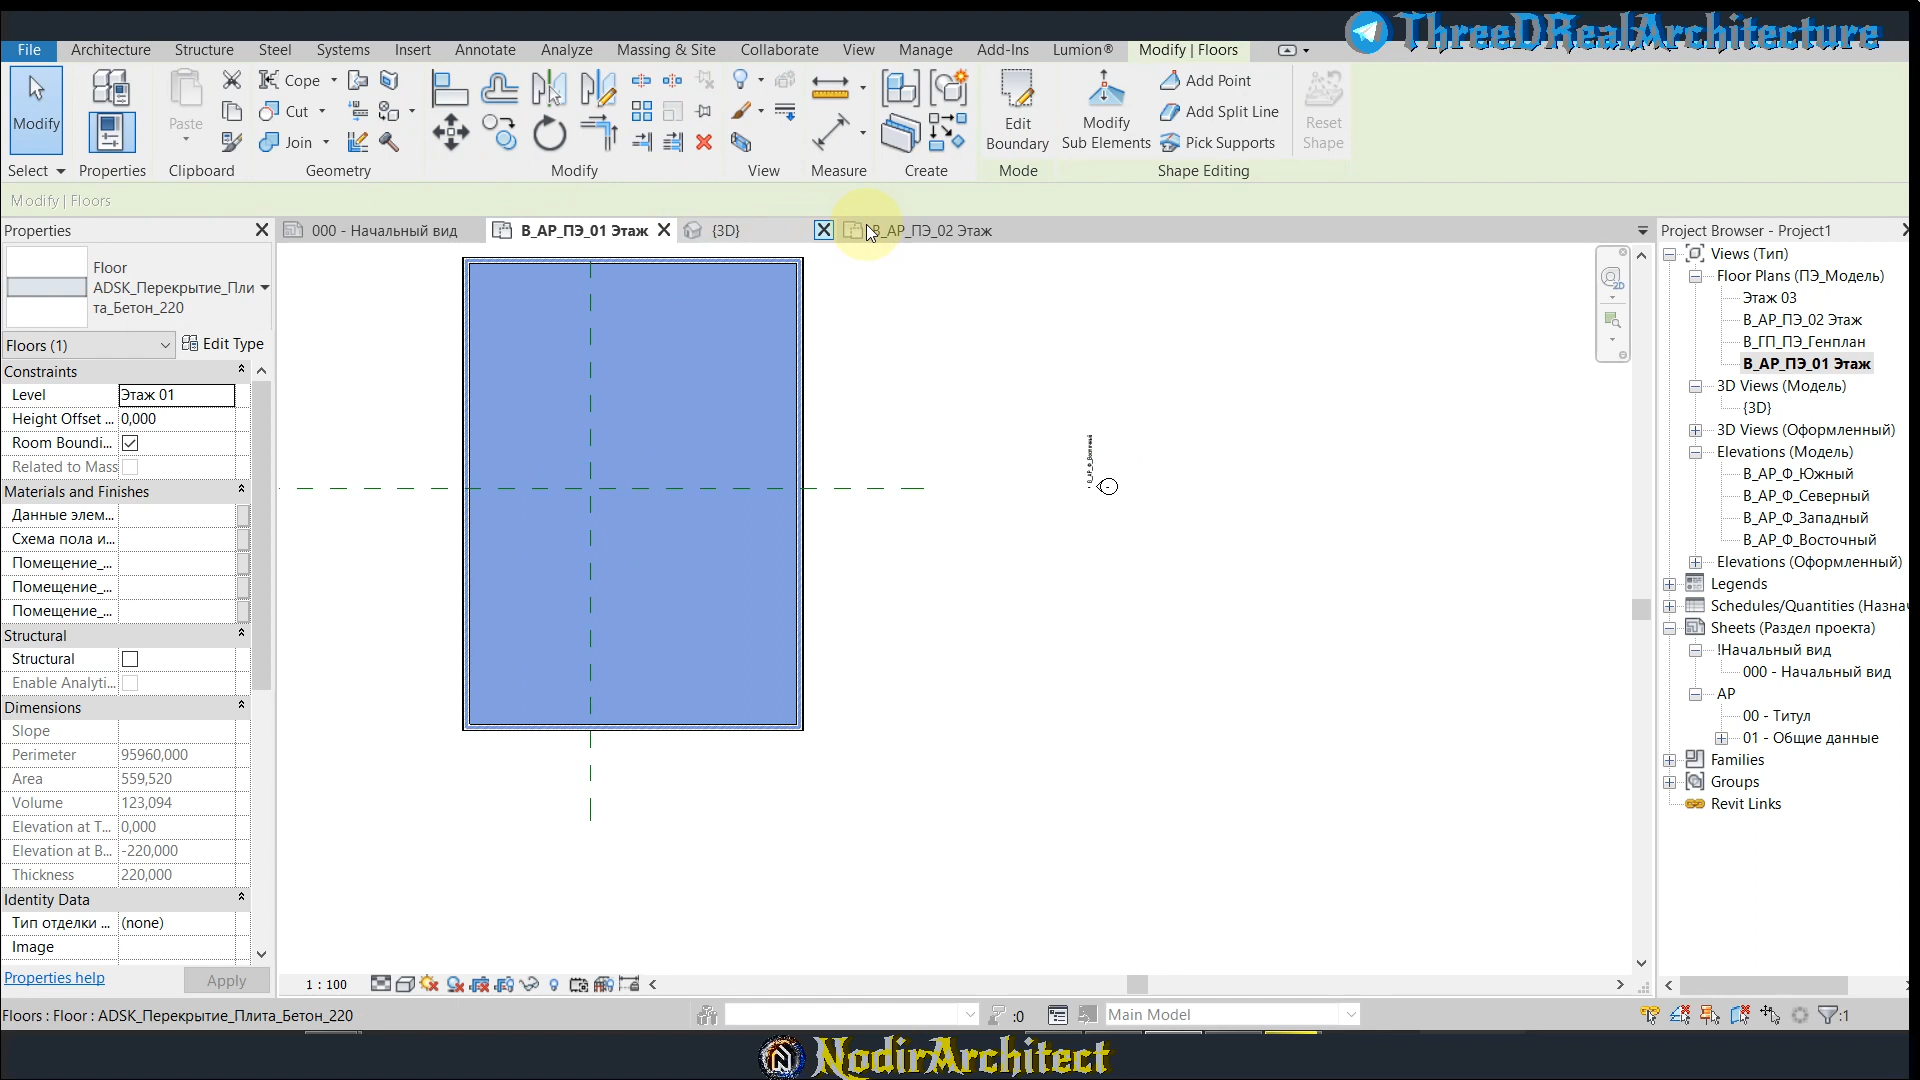 ThreeDRealArchitecture
File Architecture Structure Steel Systems Insert Annotate Analyze Massing & Site Collaborate View Manage Add-Ins Lumion® Modify | Floors
Modify
Paste
Cope
Cut
Join
Edit
Boundary
Modify
Sub Elements
Add Point
Add Split Line
Pick Supports
Reset
Shape
Select Properties Clipboard Geometry Modify View Measure Create Mode Shape Editing
Modify | Floors
Properties
000 - Начальный вид В_АР_ПЭ_01 Этаж {3D} В_АР_ПЭ_02 Этаж
Project Browser - Project1
Floor
ADSK_Перекрытие_Пли
та_Бетон_220
Floors (1) Edit Type
Constraints
Level Этаж 01
Height Offset ... 0,000
Room Boundi...
Related to Mass
Materials and Finishes
Данные элем...
Схема пола и...
Помещение_...
Помещение_...
Помещение_...
Structural
Structural
Enable Analyti...
Dimensions
Slope
Perimeter 95960,000
Area 559,520
Volume 123,094
Elevation at T... 0,000
Elevation at B... -220,000
Thickness 220,000
Identity Data
Тип отделки ... (none)
Image
Properties help Apply
2D
Views (Тип)
Floor Plans (ПЭ_Модель)
Этаж 03
В_АР_ПЭ_02 Этаж
В_ГП_ПЭ_Генплан
В_АР_ПЭ_01 Этаж
3D Views (Модель)
{3D}
3D Views (Оформленный)
Elevations (Модель)
В_АР_Ф_Южный
В_АР_Ф_Северный
В_АР_Ф_Западный
В_АР_Ф_Восточный
Elevations (Оформленный)
Legends
Schedules/Quantities (Назнач
Sheets (Раздел проекта)
!Начальный вид
000 - Начальный вид
АР
00 - Титул
01 - Общие данные
Families
Groups
Revit Links
1 : 100
Floors : Floor : ADSK_Перекрытие_Плита_Бетон_220 :0 Main Model :1
NodirArchitect